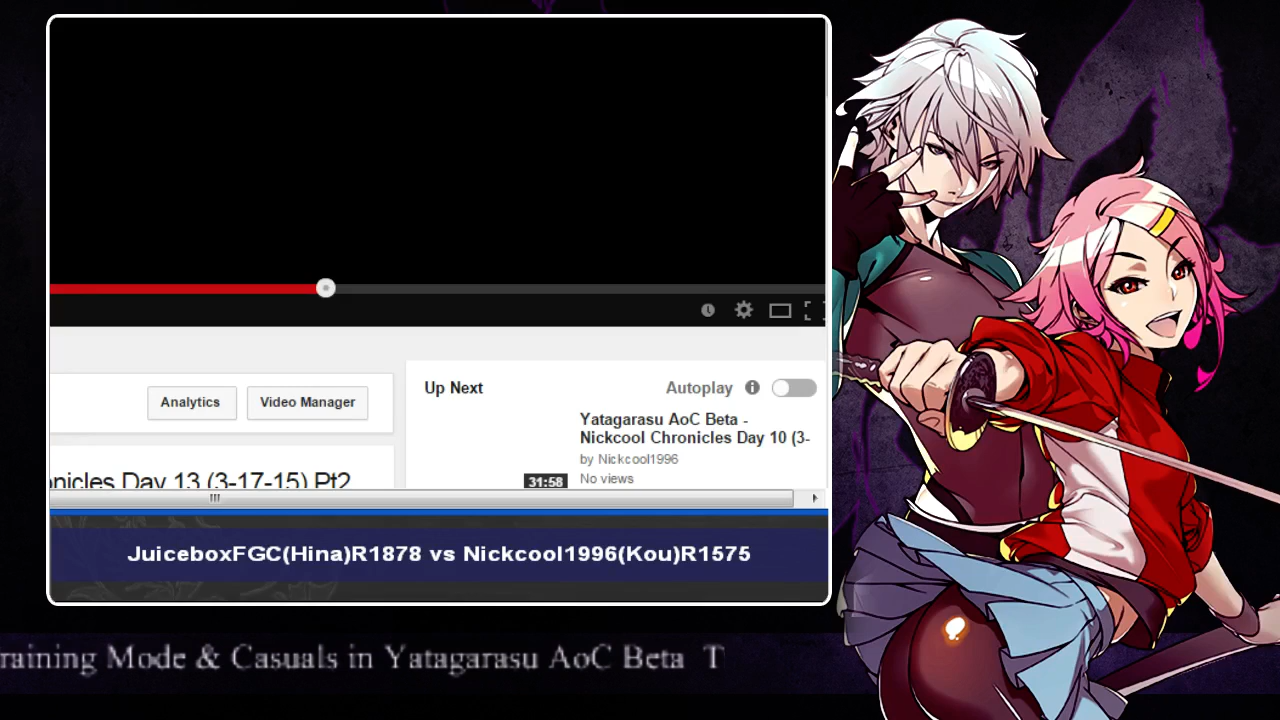 Up Next
Autoplay
Analytics
Video Manager
Yatagarasu AoC Beta -
Nickcool Chronicles Day 10 (3-
by Nickcool1996
No views
31:58
nicles Day 13 (3-17-15) Pt2
JuiceboxFGC(Hina)R1878 vs Nickcool1996(Kou)R1575
raining Mode & Casuals in Yatagarasu AoC Beta T